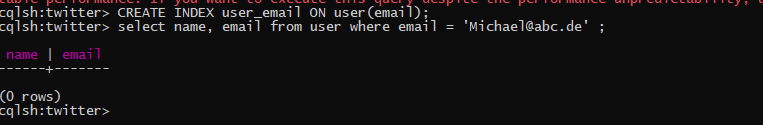 table performance. If you want to execute this query despite the performance unpredictability, u
cqlsh:twitter> CREATE INDEX user_email ON user(email);
cqlsh:twitter> select name, email from user where email = 'Michael@abc.de' ;
name | email
------+-------
(0 rows)
cqlsh:twitter>